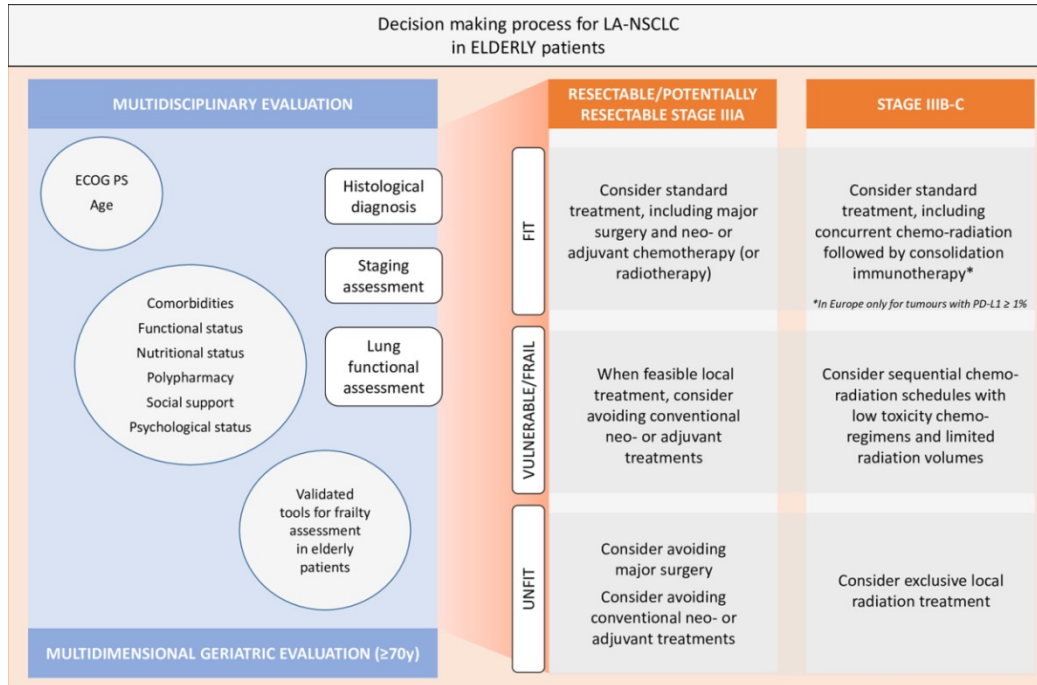 Decision making process for LA-NSCLC
in ELDERLY patients
MULTIDISCIPLINARY EVALUATION
ECOG PS
Age
Histological
diagnosis
Staging
assessment
Lung
functional
assessment
Comorbidities
Functional status
Nutritional status
Polypharmacy
Social support
Psychological status
Validated
tools for frailty
assessment
in elderly
patients
MULTIDIMENSIONAL GERIATRIC EVALUATION (≥70y)
RESECTABLE/POTENTIALLY
RESECTABLE STAGE IIIA
STAGE IIIB-C
FIT
Consider standard
treatment, including major
surgery and neo- or
adjuvant chemotherapy (or
radiotherapy)
Consider standard
treatment, including
concurrent chemo-radiation
followed by consolidation
immunotherapy*
*In Europe only for tumours with PD-L1 ≥ 1%
VULNERABLE/FRAIL
When feasible local
treatment, consider
avoiding conventional
neo- or adjuvant
treatments
Consider sequential chemo-
radiation schedules with
low toxicity chemo-
regimens and limited
radiation volumes
UNFIT
Consider avoiding
major surgery
Consider avoiding
conventional neo- or
adjuvant treatments
Consider exclusive local
radiation treatment